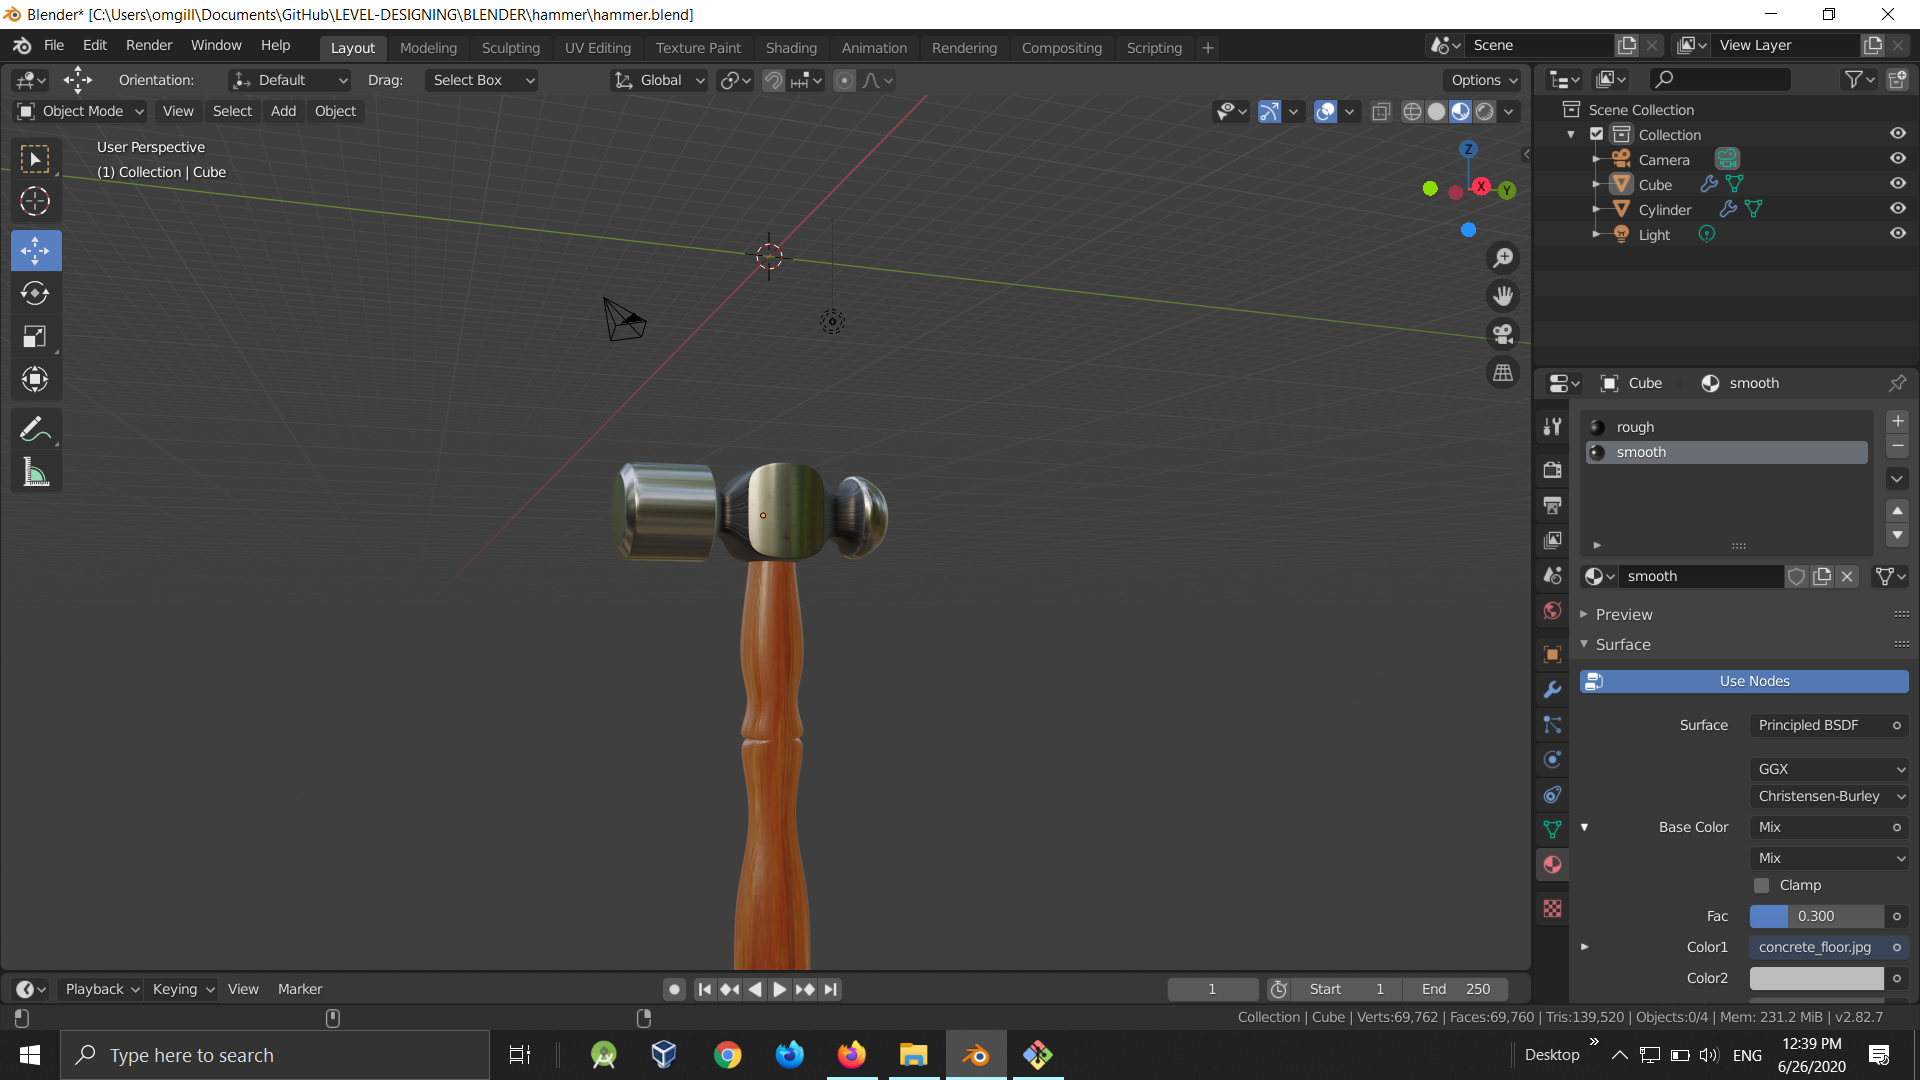 Blender* [C:\Users\omgill\Documents\GitHub\LEVEL-DESIGNING\BLENDER\hammer\hammer.blend]
File Edit Render Window Help Layout Modeling Sculpting UV Editing Texture Paint Shading Animation Rendering Compositing Scripting + Scene View Layer
Orientation: Default Drag: Select Box Global Options
Object Mode View Select Add Object
User Perspective
(1) Collection | Cube
Z
X
Y
Scene Collection
Collection
Camera
Cube
Cylinder
Light
Cube smooth
rough
smooth
smooth
Preview
Surface
Use Nodes
Surface Principled BSDF
GGX
Christensen-Burley
Base Color Mix
Mix
Clamp
Fac 0.300
Color1 concrete_floor.jpg
Color2
Playback Keying View Marker 1 Start 1 End 250
Collection | Cube | Verts:69,762 | Faces:69,760 | Tris:139,520 | Objects:0/4 | Mem: 231.2 MiB | v2.82.7
Type here to search
Desktop » ENG 12:39 PM
6/26/2020